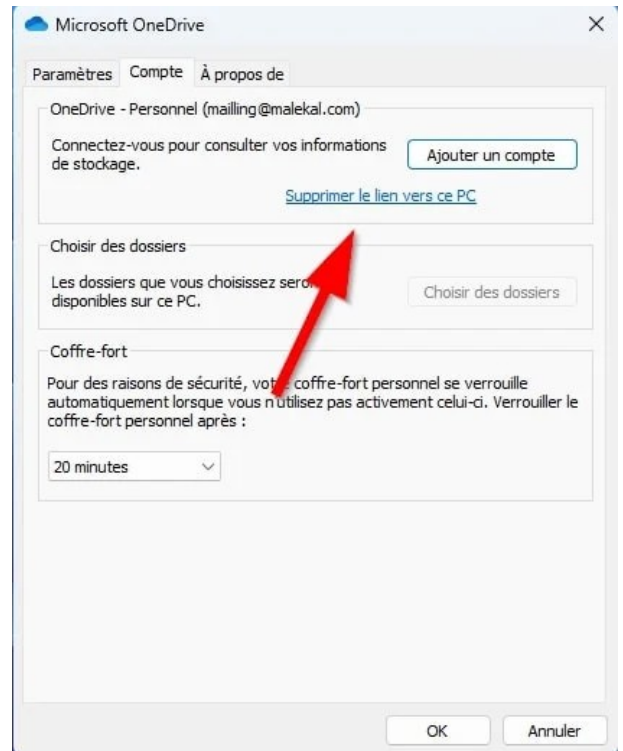 Microsoft OneDrive
Paramètres Compte À propos de
OneDrive - Personnel (mailling@malekal.com)
Connectez-vous pour consulter vos informations
de stockage.
Ajouter un compte
Supprimer le lien vers ce PC
Choisir des dossiers
Les dossiers que vous choisissez
disponibles sur ce PC.
Choisir des dossiers
Coffre-fort
Pour des raisons de sécurité, votre coffre-fort personnel se verrouille
automatiquement lorsque vous n'utilisez pas activement celui-ci. Verrouiller le
coffre-fort personnel après :
20 minutes
OK Annuler